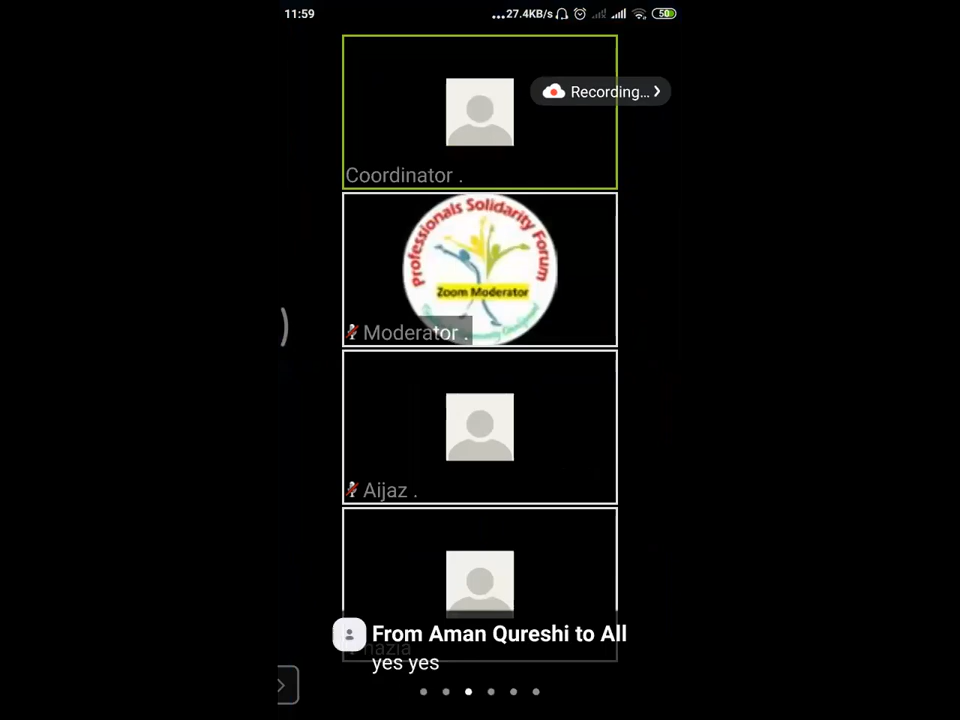 11:59
...27.4KB/s
50
Recording...
Coordinator .
Professionals Solidarity Forum
Zoom Moderator
Moderator .
Aijaz .
From Aman Qureshi to All
yes yes